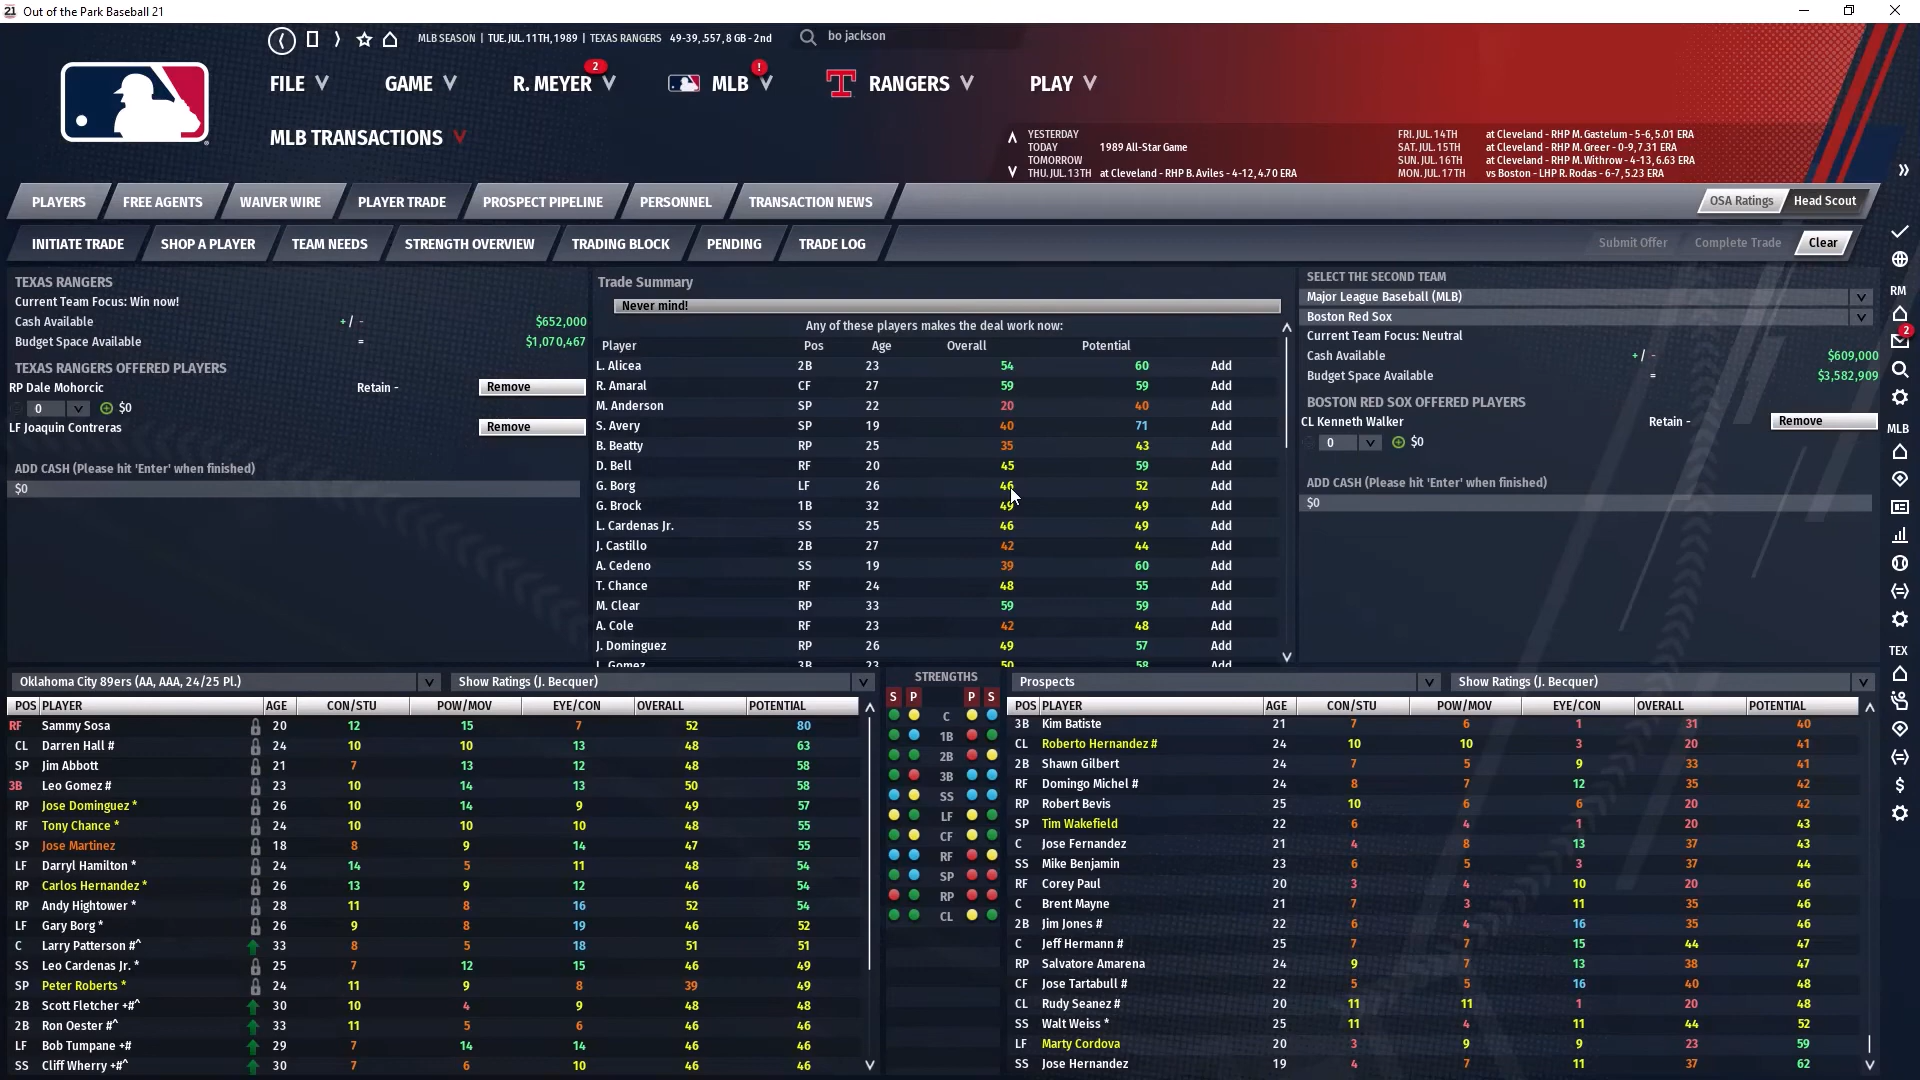 21 Out of the Park Baseball 21
MLB SEASON | TUE. JUL. 11TH, 1989 | TEXAS RANGERS 49-39, .557, 8 GB - 2nd
bo jackson
FILE GAME R. MEYER 2 MLB ! RANGERS PLAY
MLB TRANSACTIONS
YESTERDAY
TODAY 1989 All-Star Game
TOMORROW
THU. JUL. 13TH at Cleveland - RHP B. Aviles - 4-12, 4.70 ERA
FRI. JUL. 14TH at Cleveland - RHP M. Gastelum - 5-6, 5.01 ERA
SAT. JUL. 15TH at Cleveland - RHP M. Greer - 0-9, 7.31 ERA
SUN. JUL. 16TH at Cleveland - RHP M. Withrow - 4-13, 6.63 ERA
MON. JUL. 17TH vs Boston - LHP R. Rodas - 6-7, 5.23 ERA
PLAYERS FREE AGENTS WAIVER WIRE PLAYER TRADE PROSPECT PIPELINE PERSONNEL TRANSACTION NEWS OSA Ratings Head Scout
INITIATE TRADE SHOP A PLAYER TEAM NEEDS STRENGTH OVERVIEW TRADING BLOCK PENDING TRADE LOG Submit Offer Complete Trade Clear
TEXAS RANGERS
Current Team Focus: Win now!
Cash Available + / - $652,000
Budget Space Available = $1,070,467
TEXAS RANGERS OFFERED PLAYERS
RP Dale Mohorcic Retain - Remove
0 $0
LF Joaquin Contreras Remove
ADD CASH (Please hit 'Enter' when finished)
$0
Trade Summary
Never mind!
Any of these players makes the deal work now:
Player Pos Age Overall Potential
L. Alicea 2B 23 54 60 Add
R. Amaral CF 27 59 59 Add
M. Anderson SP 22 20 40 Add
S. Avery SP 19 40 71 Add
B. Beatty RP 25 35 43 Add
D. Bell RF 20 45 59 Add
G. Borg LF 26 46 52 Add
G. Brock 1B 32 49 49 Add
L. Cardenas Jr. SS 25 46 49 Add
J. Castillo 2B 27 42 44 Add
A. Cedeno SS 19 39 60 Add
T. Chance RF 24 48 55 Add
M. Clear RP 33 59 59 Add
A. Cole RF 23 42 48 Add
J. Dominguez RP 26 49 57 Add
L. Gomez 3B 23 50 58 Add
SELECT THE SECOND TEAM
Major League Baseball (MLB)
Boston Red Sox
Current Team Focus: Neutral
Cash Available + / - $609,000
Budget Space Available = $3,582,909
BOSTON RED SOX OFFERED PLAYERS
CL Kenneth Walker Retain - Remove
0 $0
ADD CASH (Please hit 'Enter' when finished)
$0
RM
2
MLB
TEX
Oklahoma City 89ers (AA, AAA, 24/25 Pl.) Show Ratings (J. Becquer)
POS PLAYER AGE CON/STU POW/MOV EYE/CON OVERALL POTENTIAL
RF Sammy Sosa 20 12 15 7 52 80
CL Darren Hall # 24 10 10 13 48 63
SP Jim Abbott 21 7 13 12 48 58
3B Leo Gomez # 23 10 14 13 50 58
RP Jose Dominguez * 26 10 14 9 49 57
RF Tony Chance * 24 10 10 10 48 55
SP Jose Martinez 18 8 9 14 47 55
LF Darryl Hamilton * 24 14 5 11 48 54
RP Carlos Hernandez * 26 13 9 12 46 54
RP Andy Hightower * 28 11 8 16 52 54
LF Gary Borg * 26 9 8 19 46 52
C Larry Patterson #^ 33 8 5 18 51 51
SS Leo Cardenas Jr. * 25 7 12 15 46 49
SP Peter Roberts * 24 11 9 8 39 49
2B Scott Fletcher +#^ 30 10 4 9 48 48
2B Ron Oester #^ 33 11 5 6 46 46
LF Bob Tumpane +# 29 7 14 14 46 46
SS Cliff Wherry +#^ 30 7 6 10 46 46
STRENGTHS
S P P S
C
1B
2B
3B
SS
LF
CF
RF
SP
RP
CL
Prospects Show Ratings (J. Becquer)
POS PLAYER AGE CON/STU POW/MOV EYE/CON OVERALL POTENTIAL
3B Kim Batiste 21 7 6 1 31 40
CL Roberto Hernandez # 24 10 10 3 20 41
2B Shawn Gilbert 24 7 5 9 33 41
RF Domingo Michel # 24 8 7 12 35 42
RP Robert Bevis 25 10 6 6 20 42
SP Tim Wakefield 22 6 4 1 20 43
C Jose Fernandez 21 4 8 13 37 43
SS Mike Benjamin 23 6 5 3 37 44
RF Corey Paul 20 3 4 10 20 46
C Brent Mayne 21 7 3 11 35 46
2B Jim Jones # 22 6 4 16 35 46
C Jeff Hermann # 25 7 7 15 44 47
RP Salvatore Amarena 24 9 7 13 38 47
CF Jose Tartabull # 22 5 5 16 40 48
CL Rudy Seanez # 20 11 11 1 20 48
SS Walt Weiss * 25 11 4 11 44 52
LF Marty Cordova 20 3 9 9 23 59
SS Jose Hernandez 19 4 7 11 37 62